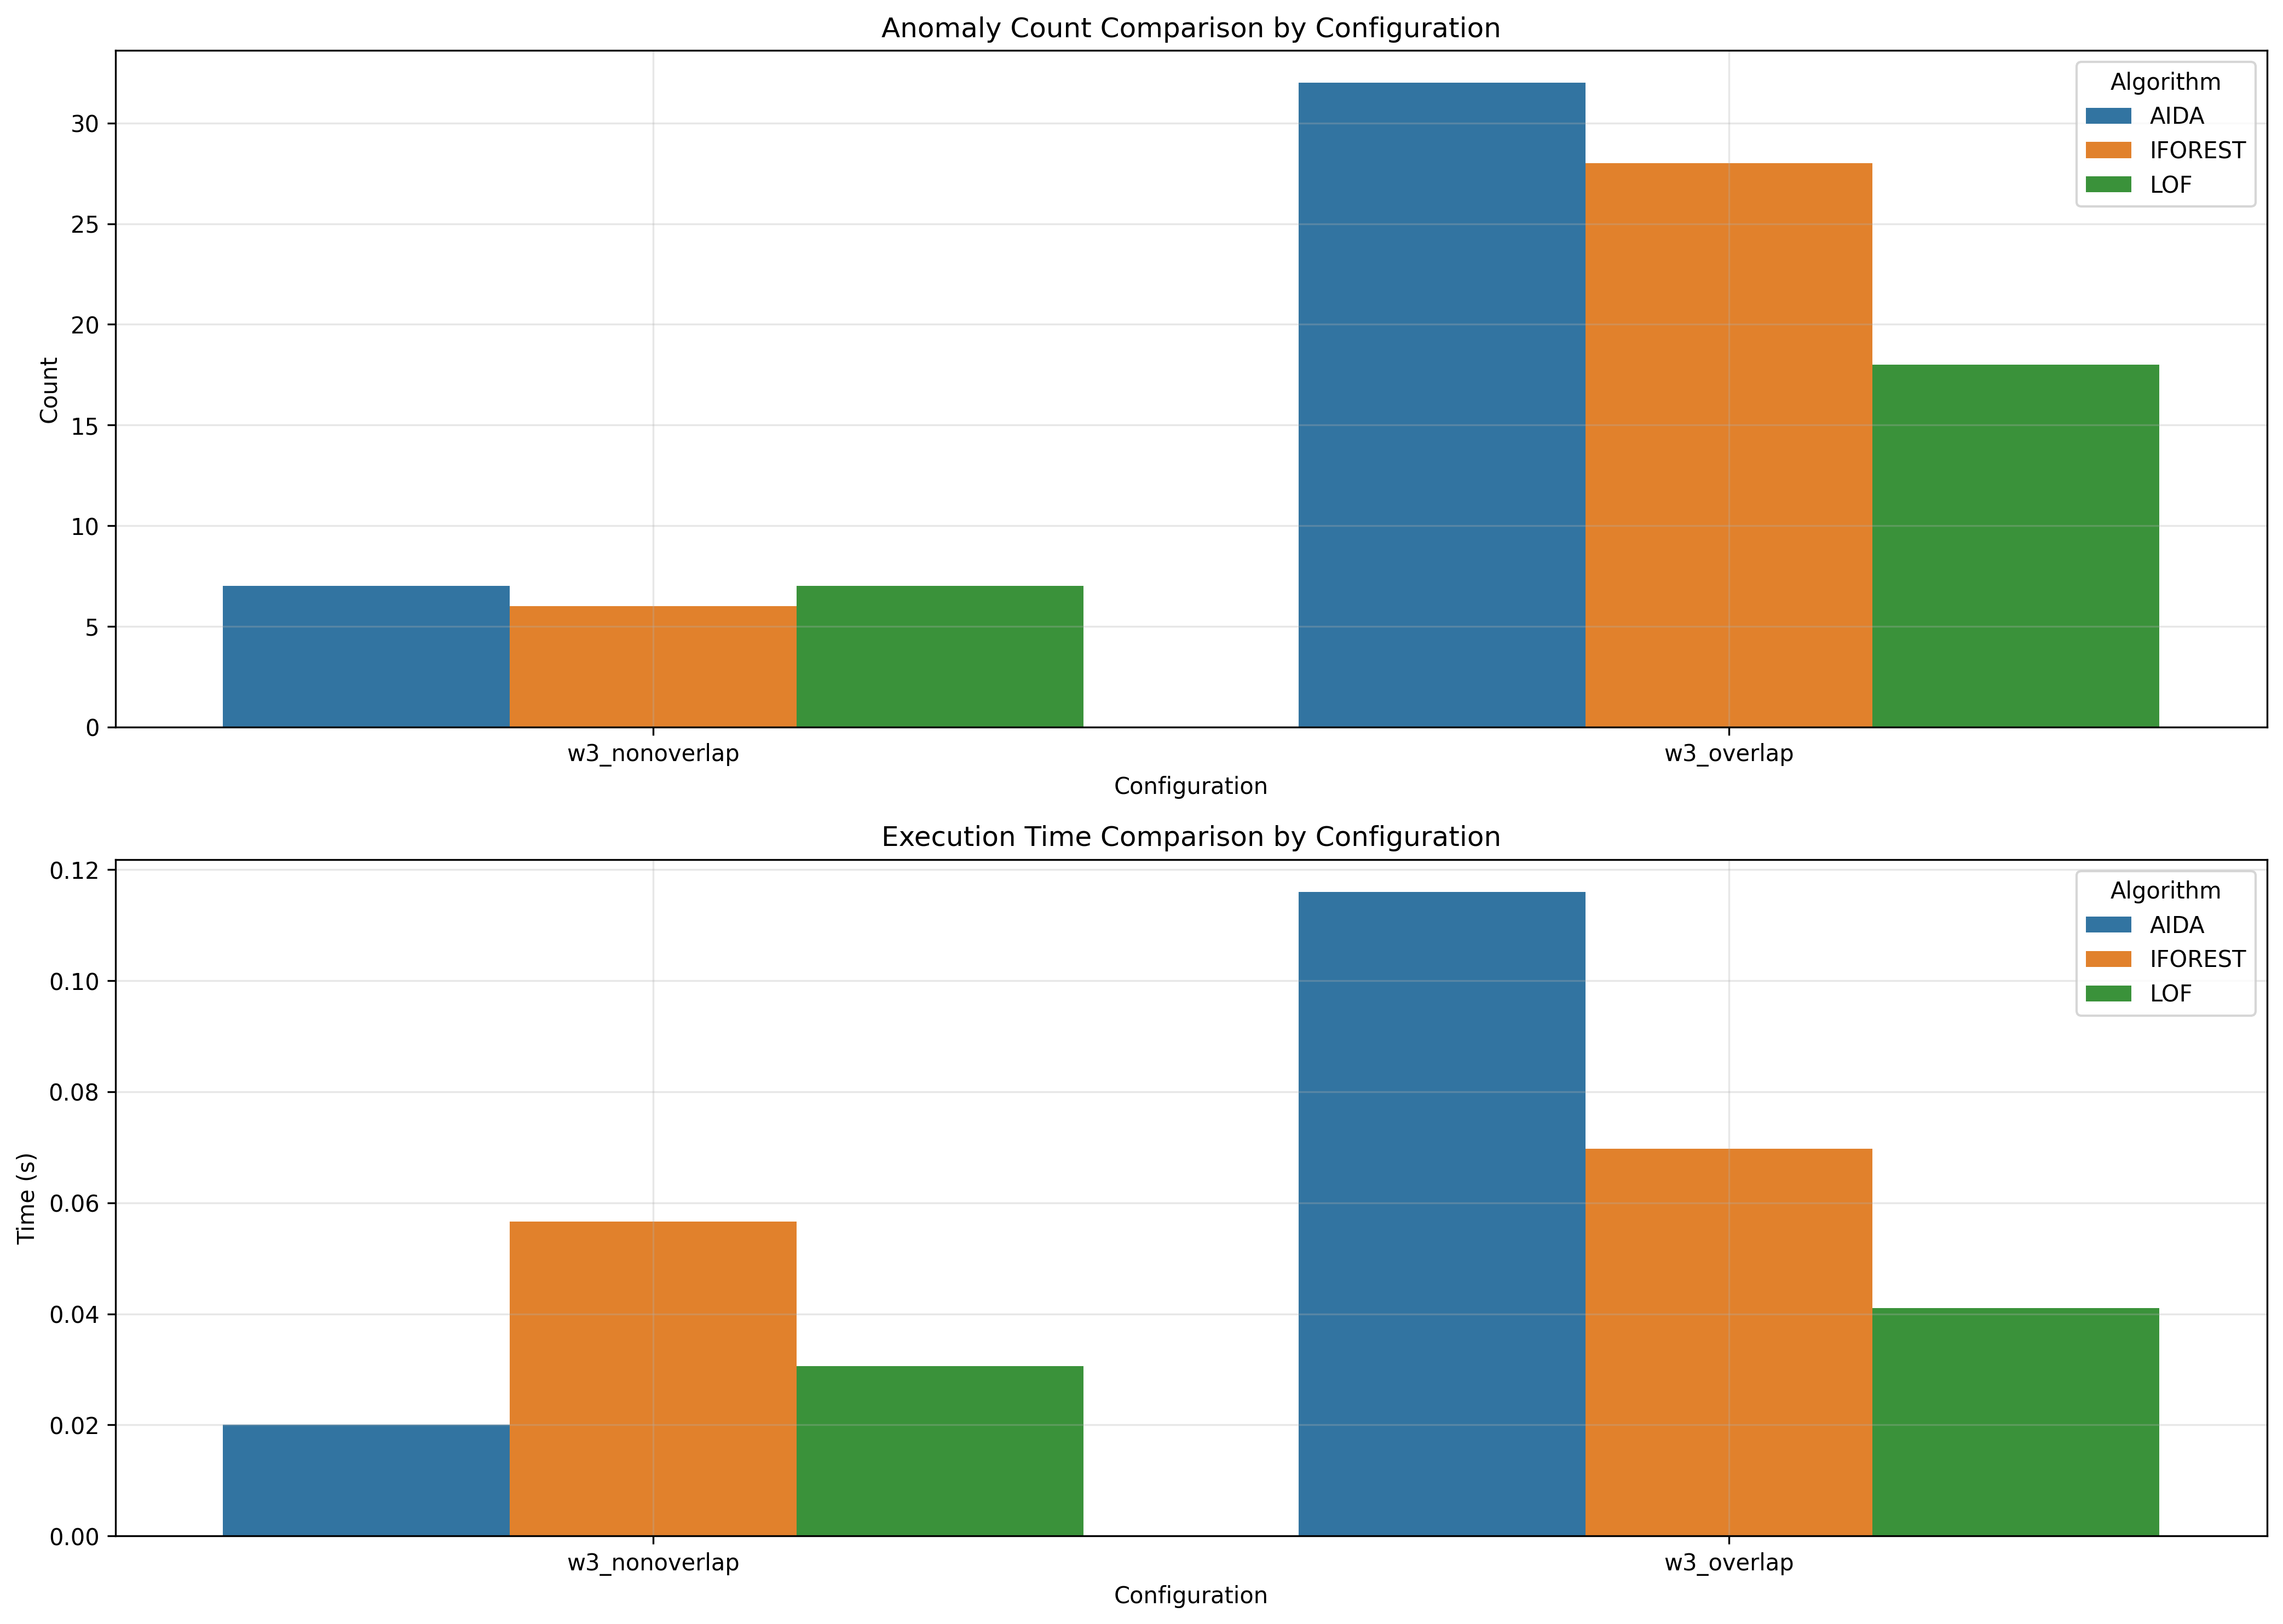 Anomaly Count Comparison by Configuration
Algorithm
AIDA
IFOREST
LOF
Count
30
25
20
15
10
5
0
w3_nonoverlap
w3_overlap
Configuration
Execution Time Comparison by Configuration
Algorithm
AIDA
IFOREST
LOF
Time (s)
0.12
0.10
0.08
0.06
0.04
0.02
0.00
w3_nonoverlap
w3_overlap
Configuration